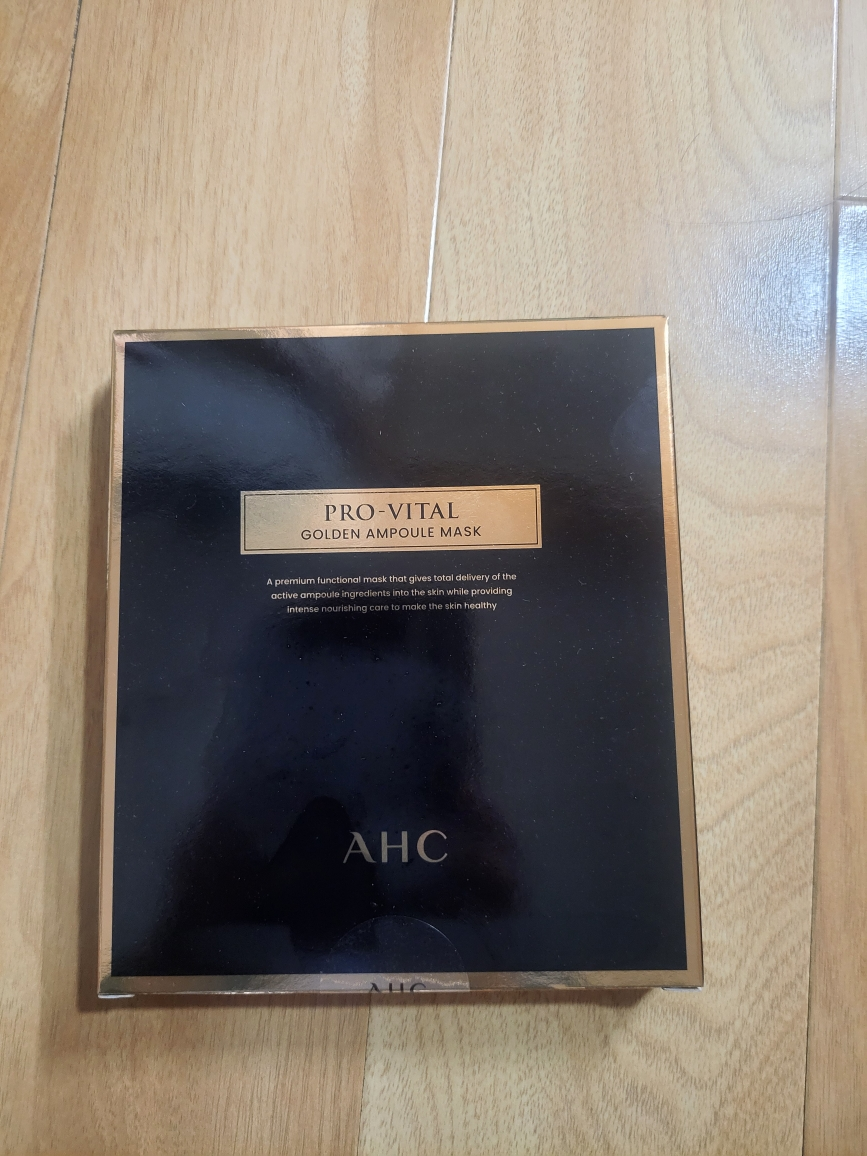 PRO-VITAL
GOLDEN AMPOULE MASK
A premium functional mask that gives total delivery of the
active ampoule ingredients into the skin while providing
intense nourishing care to make the skin healthy
AHC
AHC